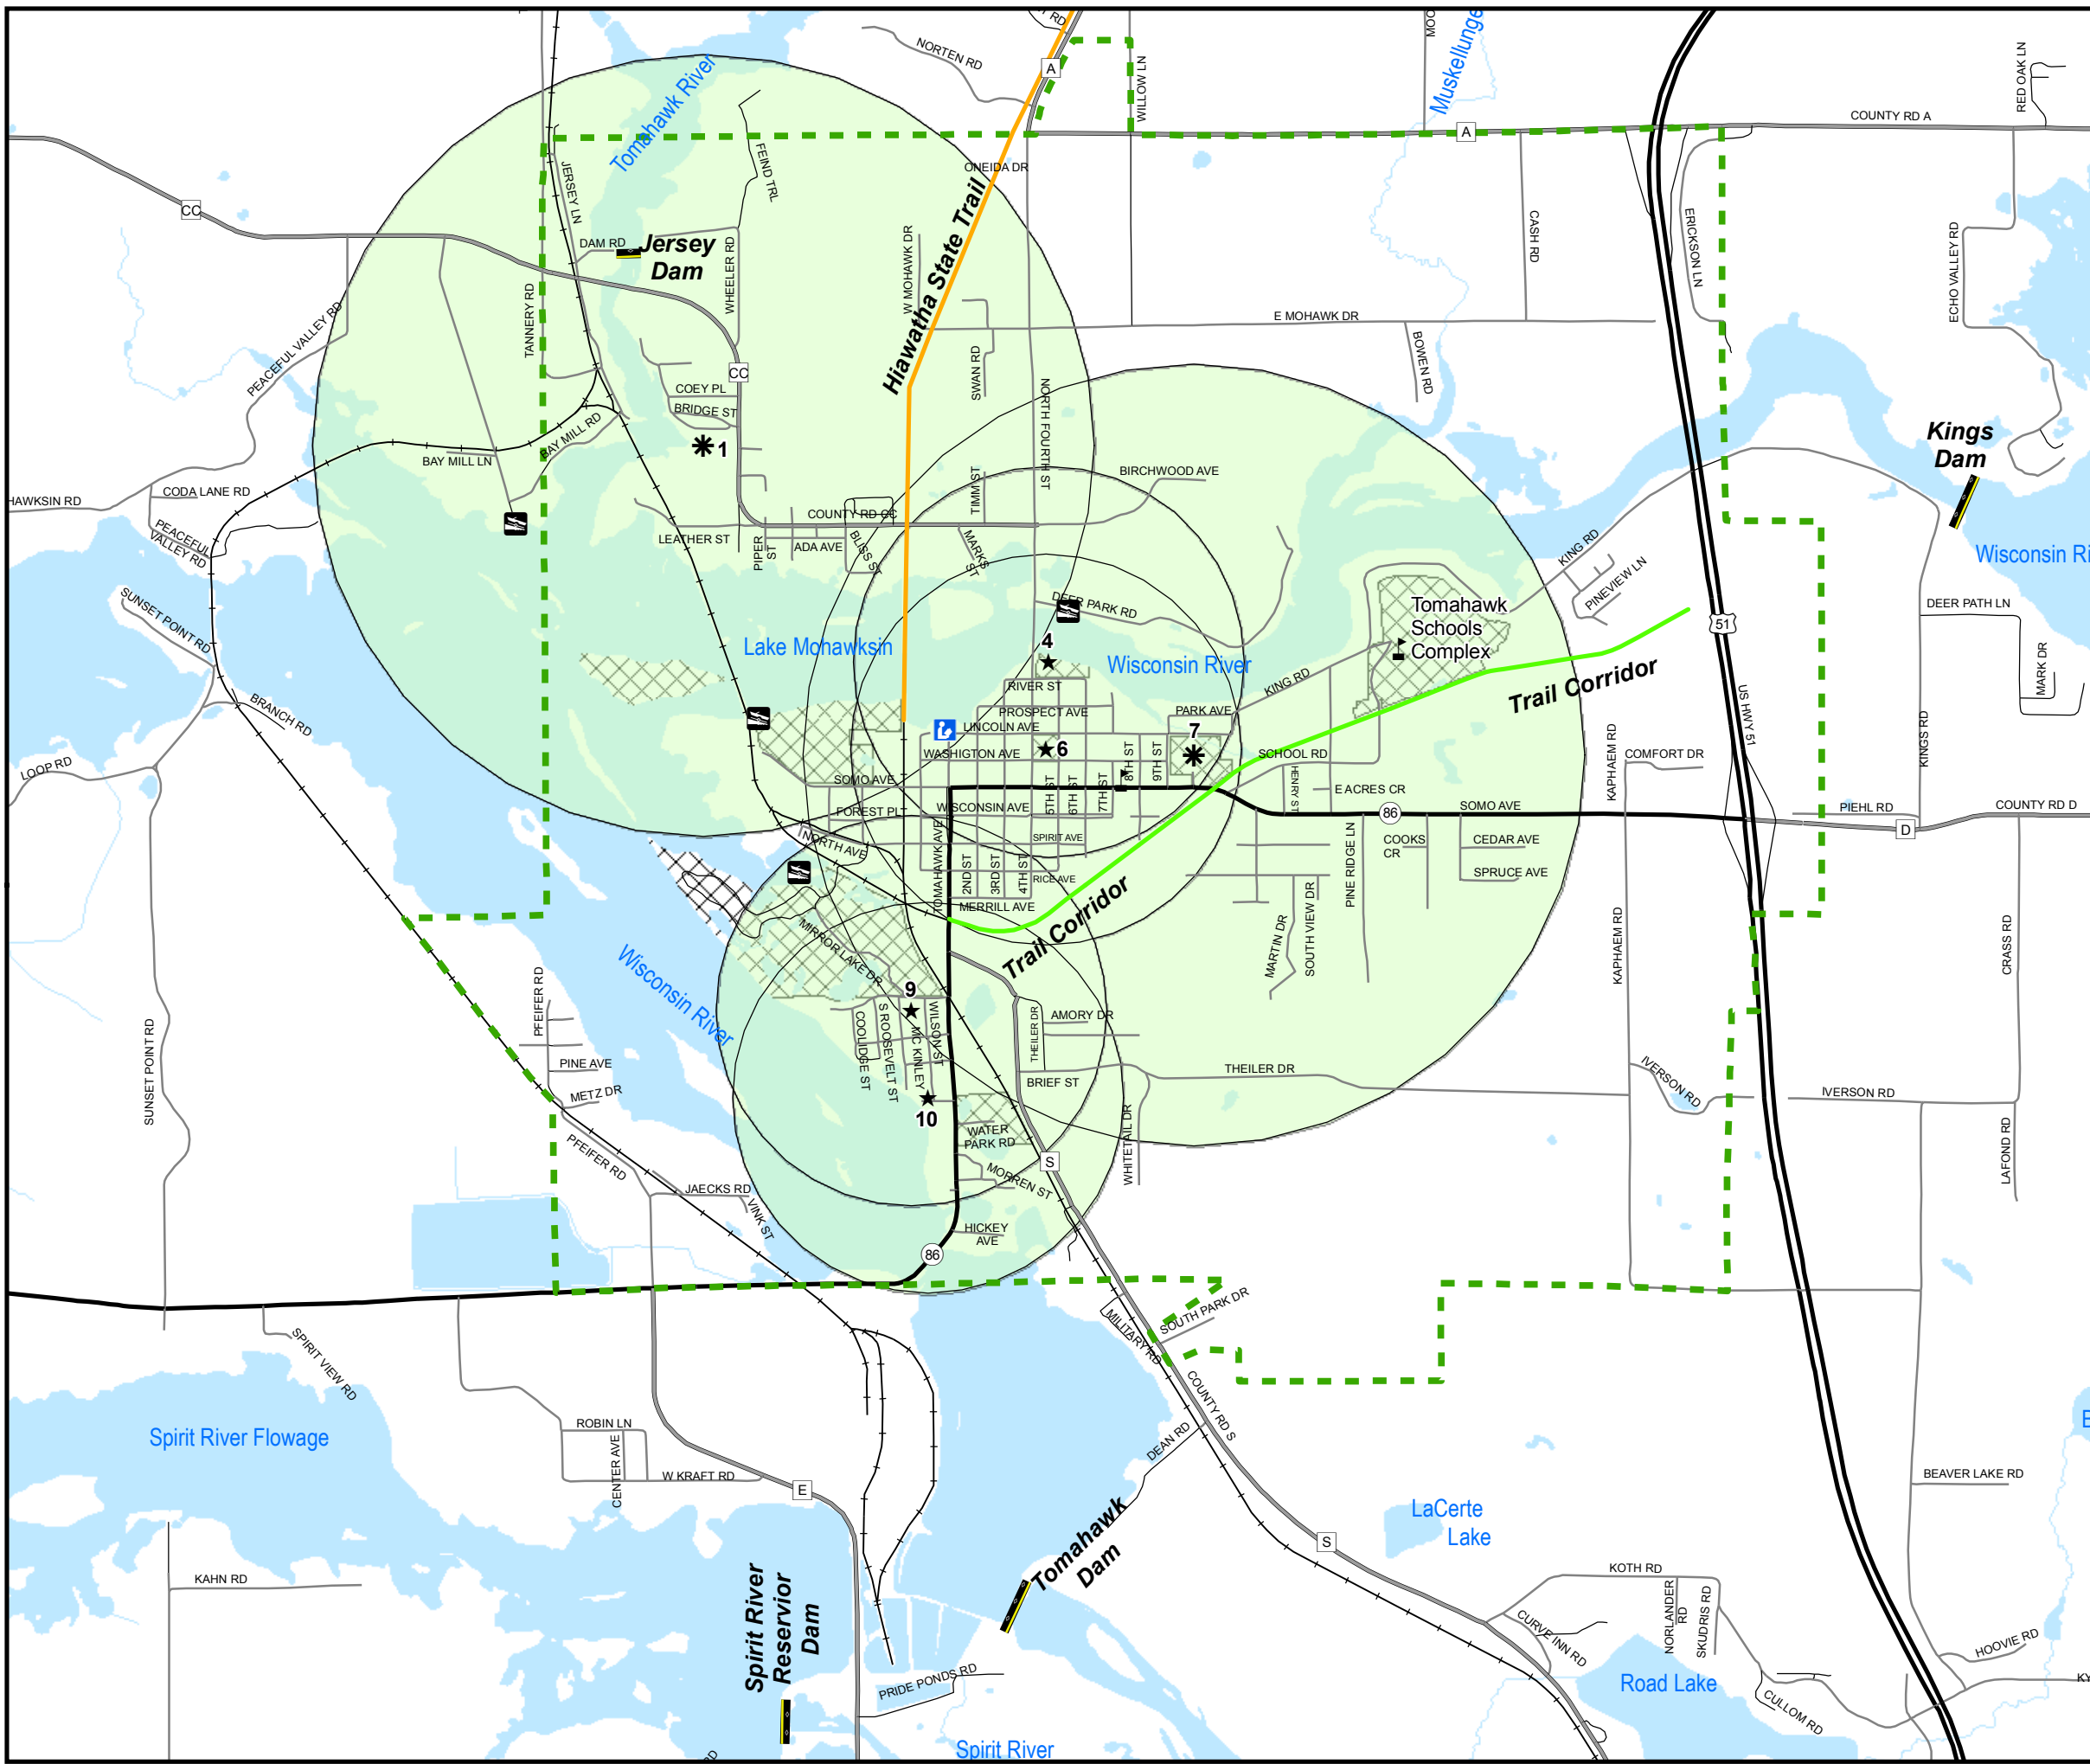 NORTEN RD
A
WILLOW LN
Muskellunge
RED OAK LN
COUNTY RD A
A
Tomahawk River
FEIND TRL
JERSEY LN
ONEIDA DR
CC
DAM RD
Jersey
Dam
WHEELER RD
W MOHAWK DR
Hiawatha State Trail
CASH RD
ERICKSON LN
ECHO VALLEY RD
TANNERY RD
PEACEFUL VALLEY RD
E MOHAWK DR
BOWEN RD
SWAN RD
NORTH FOURTH ST
CC
COEY PL
BRIDGE ST
1
BAY MILL RD
BAY MILL LN
Kings
Dam
TIMM ST
BIRCHWOOD AVE
HAWKSIN RD
CODA LANE RD
PEACEFUL
VALLEY RD
COUNTY RD CC
LEATHER ST
PIPER
ST
ADA AVE
BLISS ST
MARKS
ST
KING RD
PINEVIEW LN
Wisconsin Ri
SUNSET POINT RD
DEER PARK RD
Tomahawk
Schools
Complex
DEER PATH LN
51
Lake Mohawksin
4
Wisconsin River
MARK DR
RIVER ST
KING RD
Trail Corridor
BRANCH RD
PROSPECT AVE
PARK AVE
LINCOLN AVE
7
US HWY 51
KINGS RD
WASHIGTON AVE
6
8TH ST
9TH ST
SCHOOL RD
KAPHAEM RD
COMFORT DR
LOOP RD
SOMO AVE
5TH ST
6TH ST
7TH ST
HENRY ST
E ACRES CR
FOREST PL
WISCONSIN AVE
86
SOMO AVE
PIEHL RD
D
COUNTY RD D
NORTH AVE
TOMAHAWK AVE
SPIRIT AVE
PINE RIDGE LN
COOKS
CR
CEDAR AVE
2ND ST
3RD ST
4TH ST
RICE AVE
SPRUCE AVE
MERRILL AVE
Trail Corridor
MIRROR LAKE DR
MARTIN DR
SOUTH VIEW DR
KAPHAEM RD
CRASS RD
Wisconsin River
PFEIFER RD
9
COOLIDGE ST
S ROOSEVELT ST
MC KINLEY
WILSON ST
THEILER DR
AMORY DR
SUNSET POINT RD
PINE AVE
METZ DR
BRIEF ST
THEILER DR
IVERSON RD
IVERSON RD
10
WATER
PARK RD
WHITETAIL DR
LAFOND RD
PFEIFER RD
S
MORREN ST
JAECKS RD
VINK ST
HICKEY
AVE
86
SOUTH PARK DR
MILITARY RD
SPIRIT VIEW RD
COUNTY RD S
Spirit River Flowage
ROBIN LN
CENTER AVE
W KRAFT RD
E
DEAN RD
BEAVER LAKE RD
LaCerte
Lake
Tomahawk
Dam
S
KAHN RD
Spirit River
Reservior
Dam
KOTH RD
NORLANDER
RD
SKUDRIS RD
CURVE INN RD
HOOVIE RD
PRIDE PONDS RD
Road Lake
CULLOM RD
KY
Spirit River